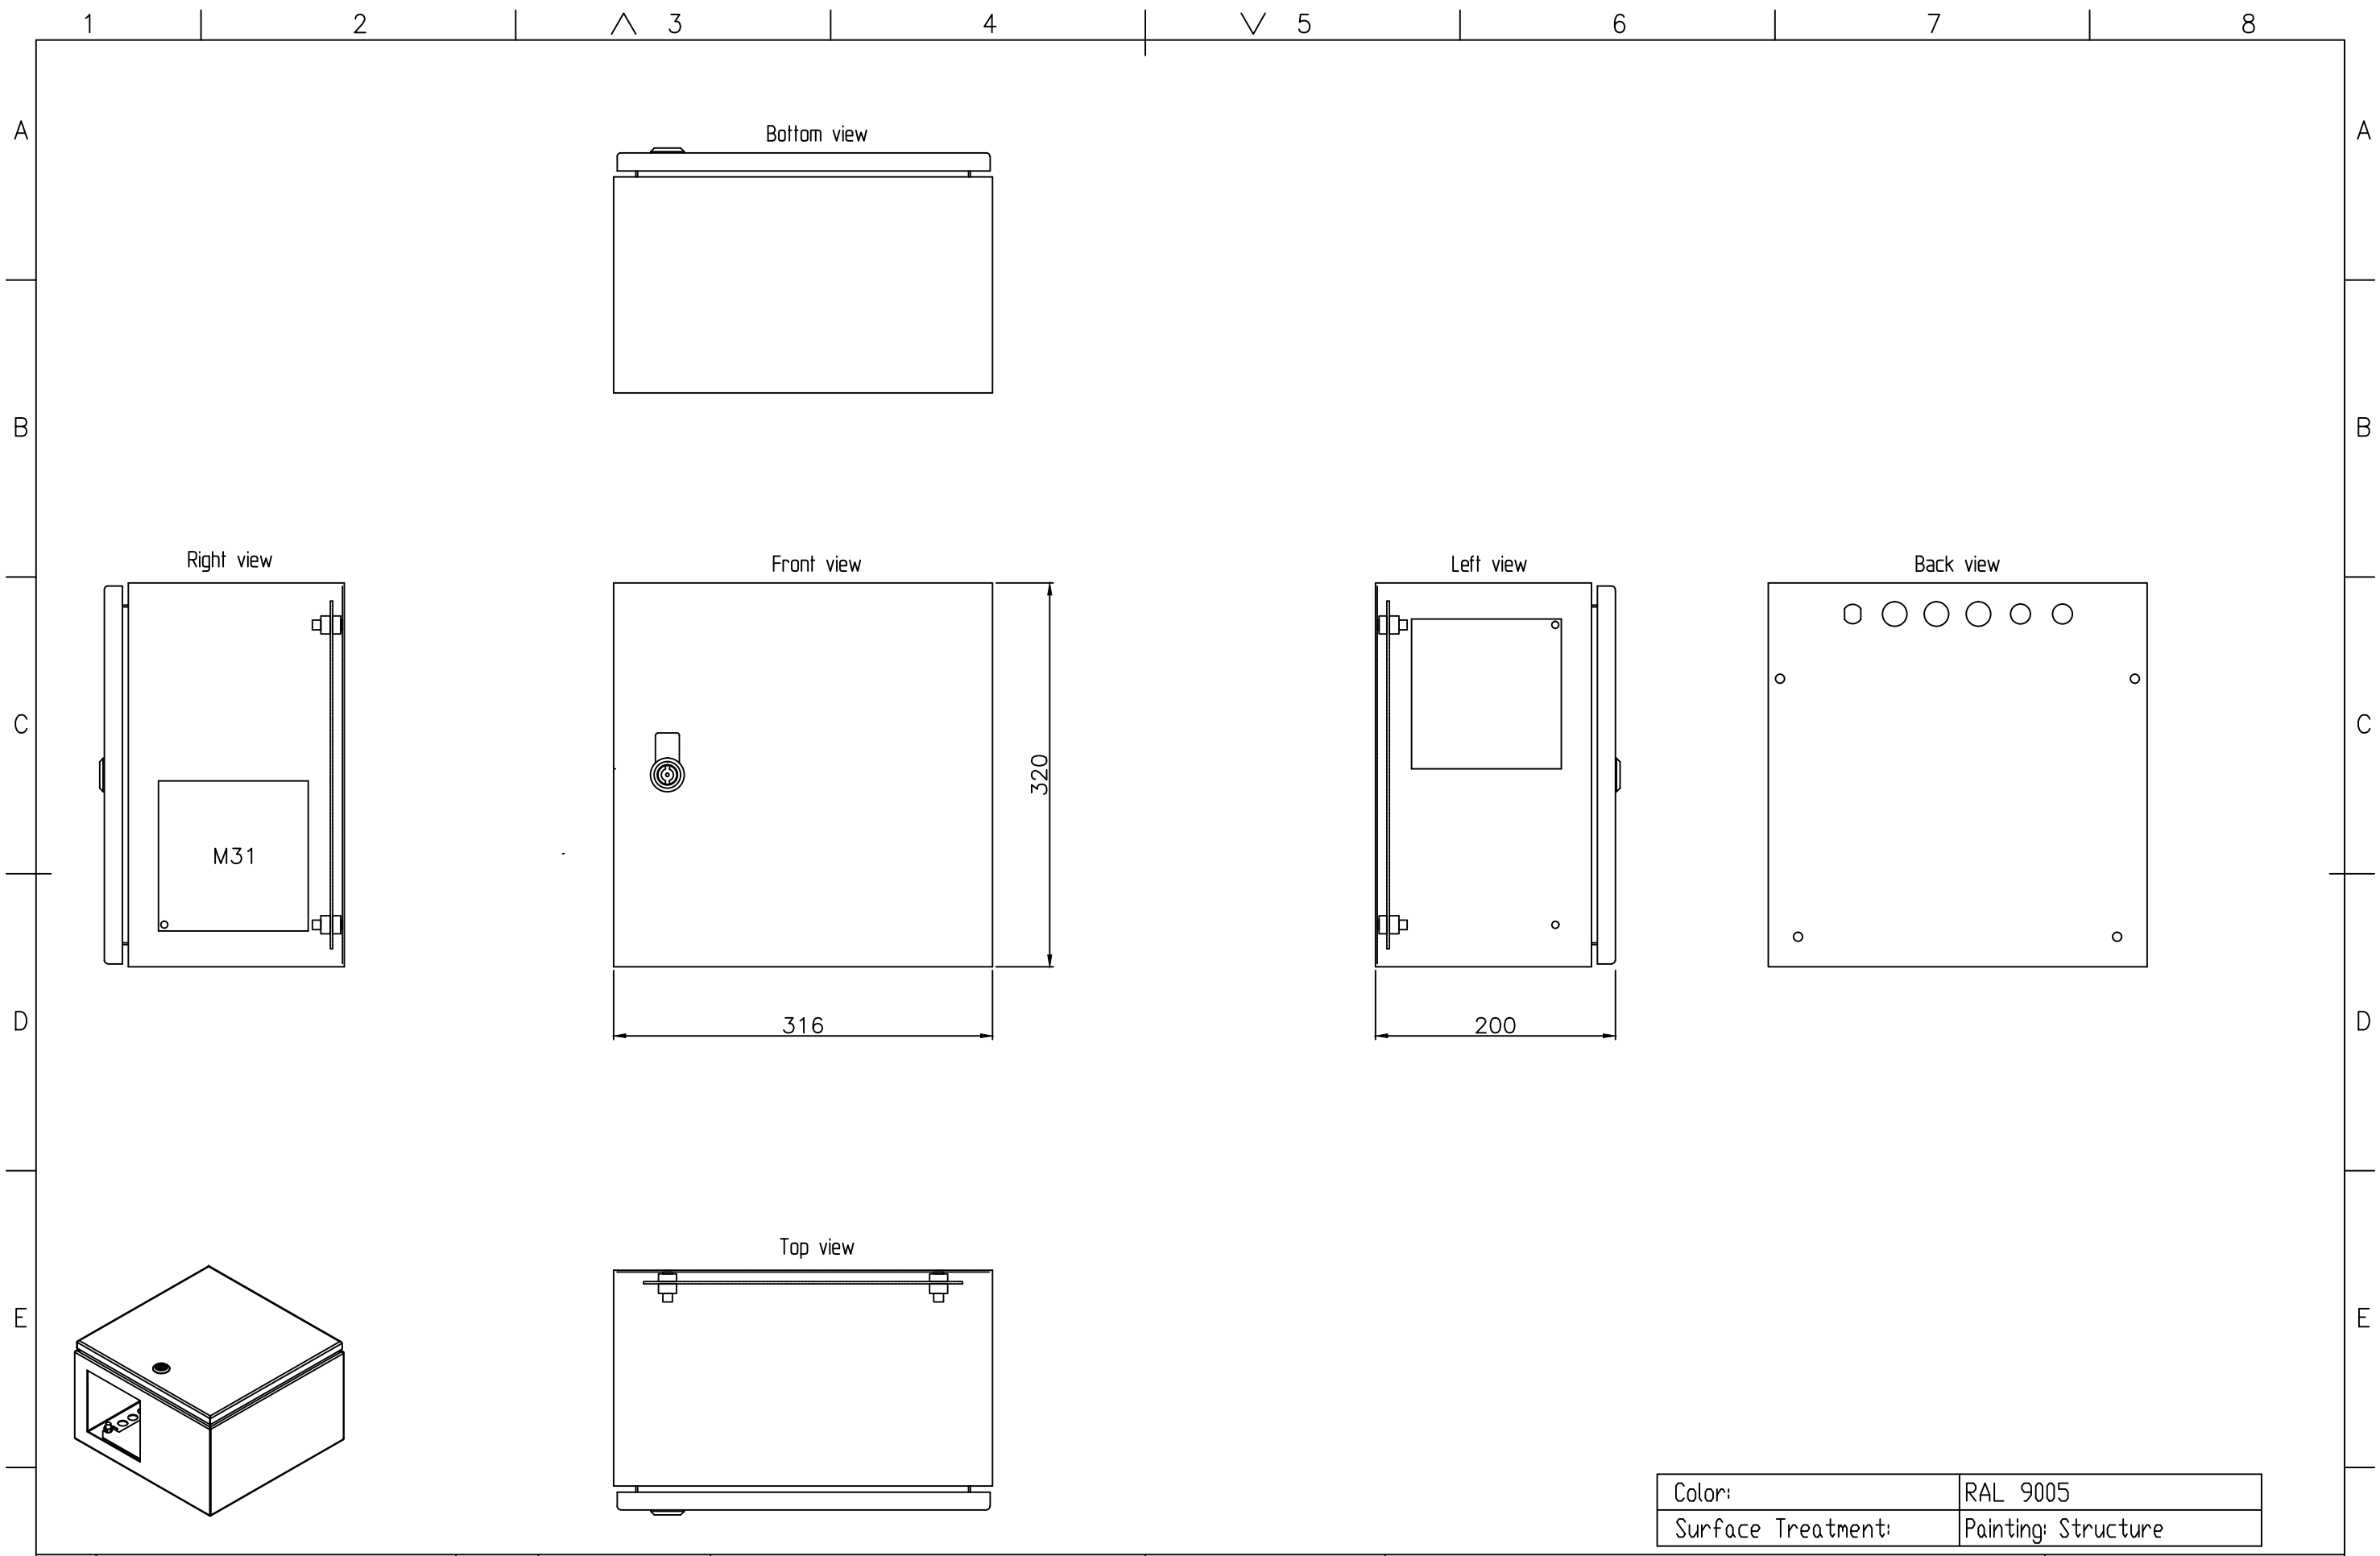 1 2 3 4 5 6 7 8
A A
Bottom view
B B
Right view Front view Left view Back view
C C
320
M31
D D
316 200
Top view
E E
Color: RAL 9005
Surface Treatment: Painting: Structure